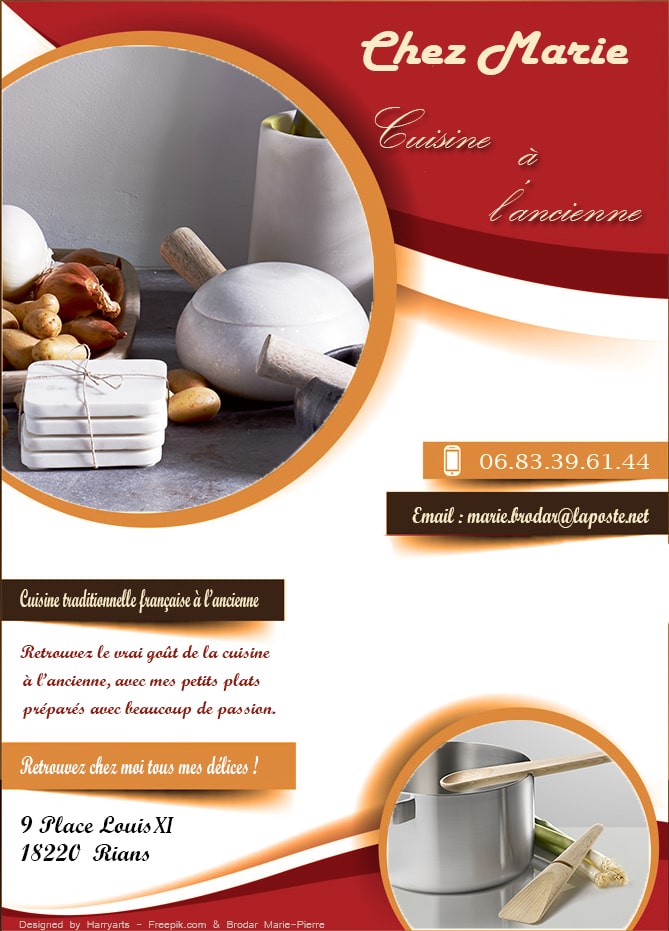 Chez Marie
Cuisine
à
l'ancienne
06.83.39.61.44
Email : marie.brodar@laposte.net
Cuisine traditionnelle française à l'ancienne
Retrouvez le vrai goût de la cuisine
à l'ancienne, avec mes petits plats
préparés avec beaucoup de passion.
Retrouvez chez moi tous mes délices !
9 Place Louis XI
18220 Rians
Designed by Harryarts - Freepik.com & Brodar Marie-Pierre